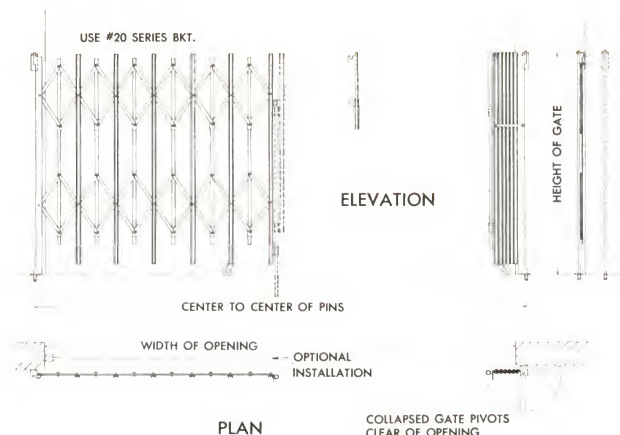 USE #20 SERIES BKT.
ELEVATION
HEIGHT OF GATE
CENTER TO CENTER OF PINS
WIDTH OF OPENING
OPTIONAL
INSTALLATION
PLAN
COLLAPSED GATE PIVOTS
CLEAR OF OPENING